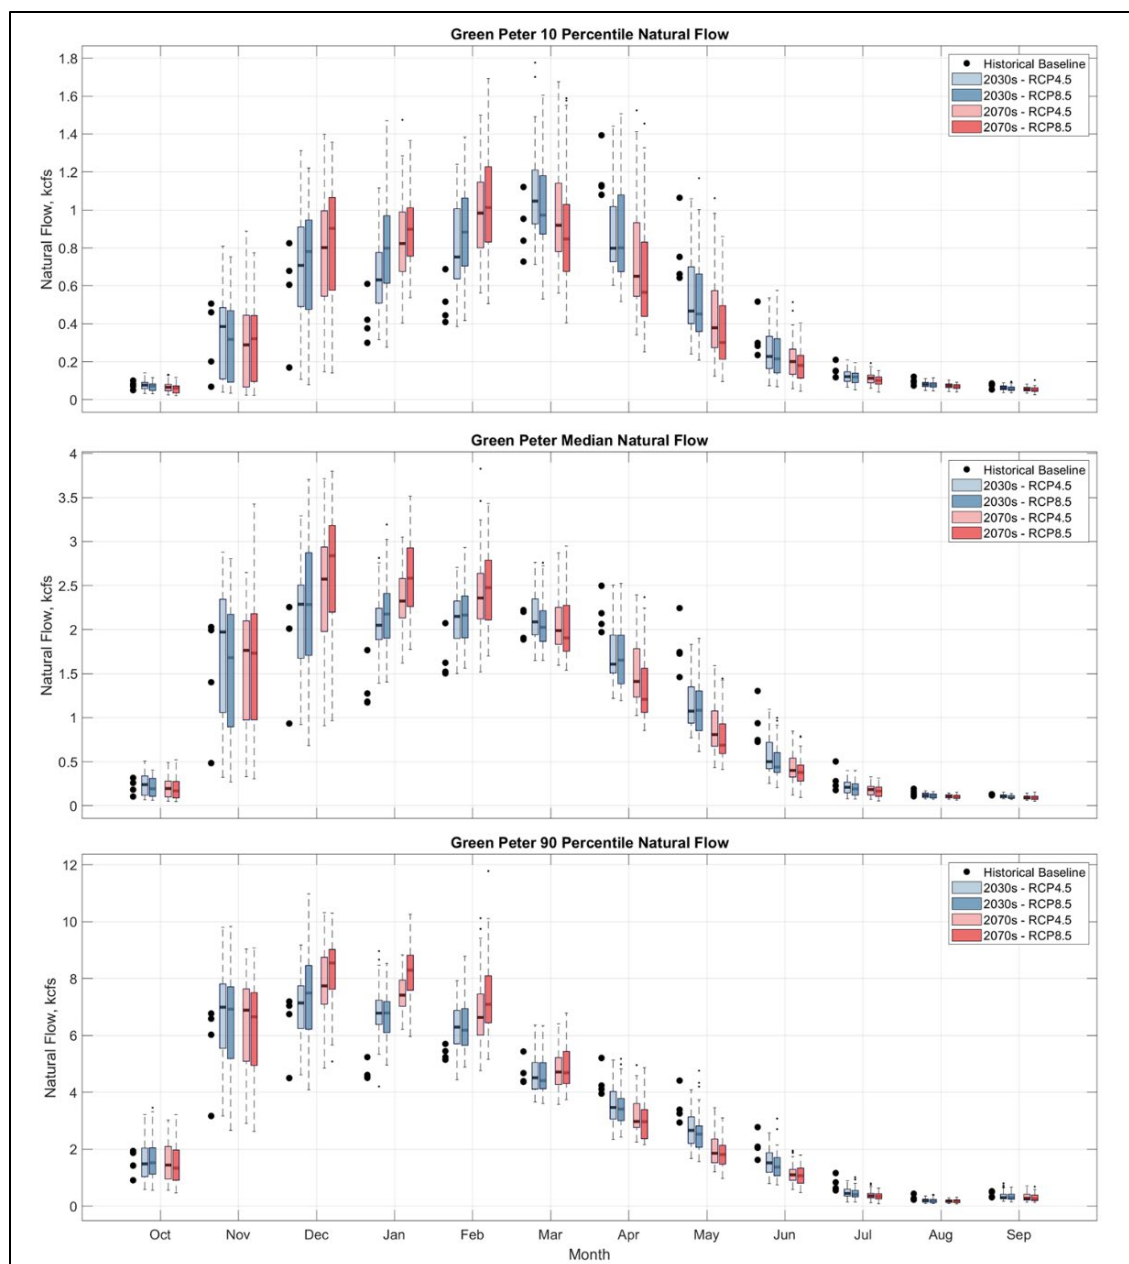 Green Peter 10 Percentile Natural Flow
1.8
1.6
1.4
1.2
1
0.8
0.6
0.4
0.2
0
Natural Flow, kcfs
Historical Baseline
2030s - RCP4.5
2030s - RCP8.5
2070s - RCP4.5
2070s - RCP8.5
Green Peter Median Natural Flow
4
3.5
3
2.5
2
1.5
1
0.5
0
Natural Flow, kcfs
Historical Baseline
2030s - RCP4.5
2030s - RCP8.5
2070s - RCP4.5
2070s - RCP8.5
Green Peter 90 Percentile Natural Flow
12
10
8
6
4
2
0
Natural Flow, kcfs
Historical Baseline
2030s - RCP4.5
2030s - RCP8.5
2070s - RCP4.5
2070s - RCP8.5
Oct Nov Dec Jan Feb Mar Apr May Jun Jul Aug Sep
Month